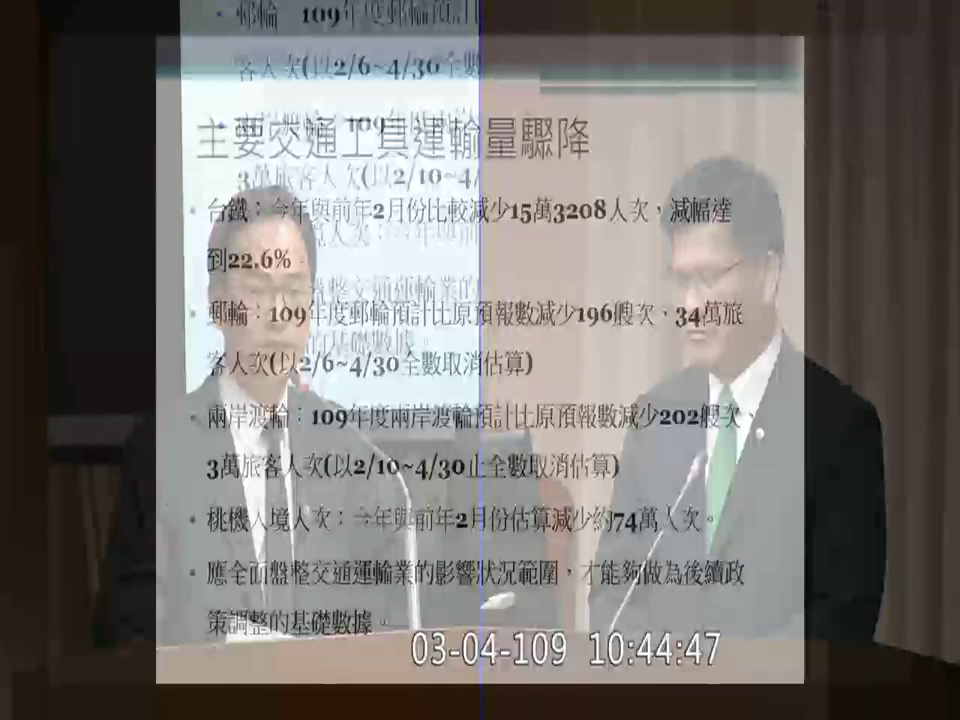 主要交通工具運輸量驟降
• 台鐵：今年與前年2月份比較減少15萬3208人次，減幅達
到22.6%
• 郵輪：109年度郵輪預計比原預報數減少196艘次、34萬旅
客人次(以2/6~4/30全數取消估算)
• 兩岸渡輪：109年度兩岸渡輪預計比原預報數減少202艘次、
3萬旅客人次(以2/10~4/30止全數取消估算)
• 桃機入境人次：今年與前年2月份估算減少約74萬人次。
• 應全面盤整交通運輸業的影響狀況範圍，才能夠做為後續政
策調整的基礎數據。
03-04-109 10:44:47